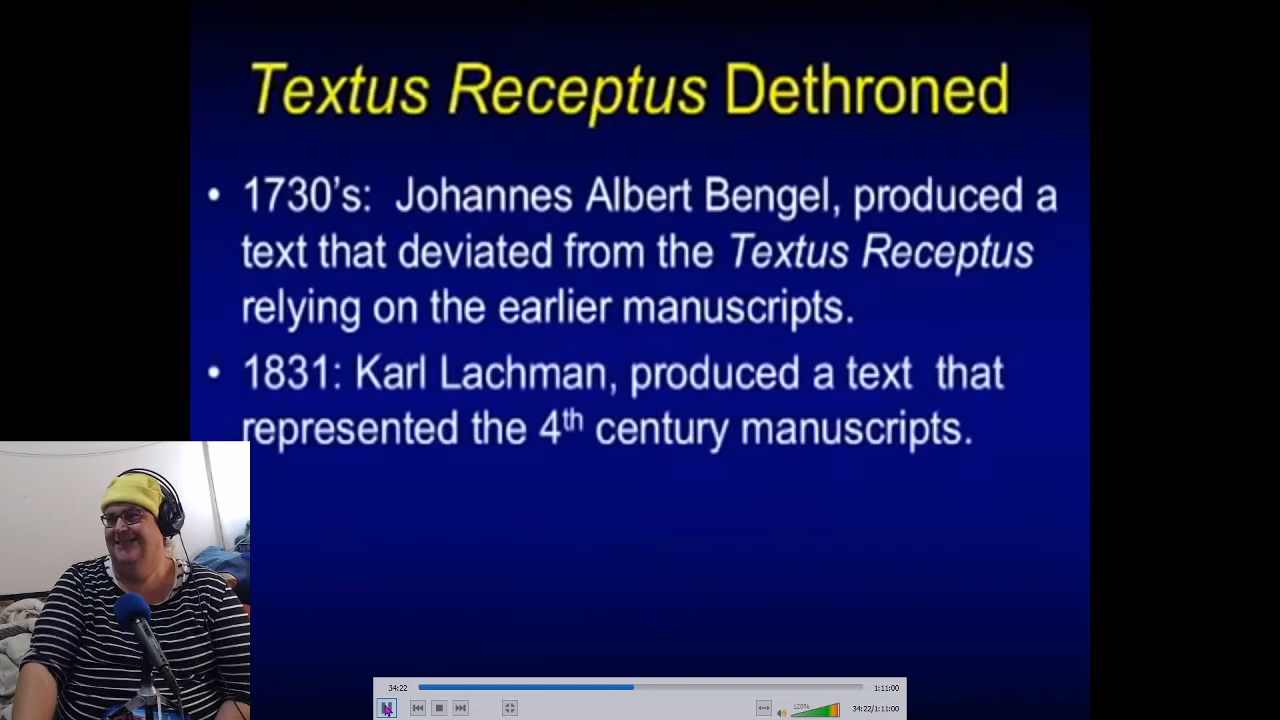 Textus Receptus Dethroned
• 1730's: Johannes Albert Bengel, produced a
text that deviated from the Textus Receptus
relying on the earlier manuscripts.
• 1831: Karl Lachman, produced a text that
represented the 4th century manuscripts.
34:22
1:11:00
120%
34:22/1:11:00